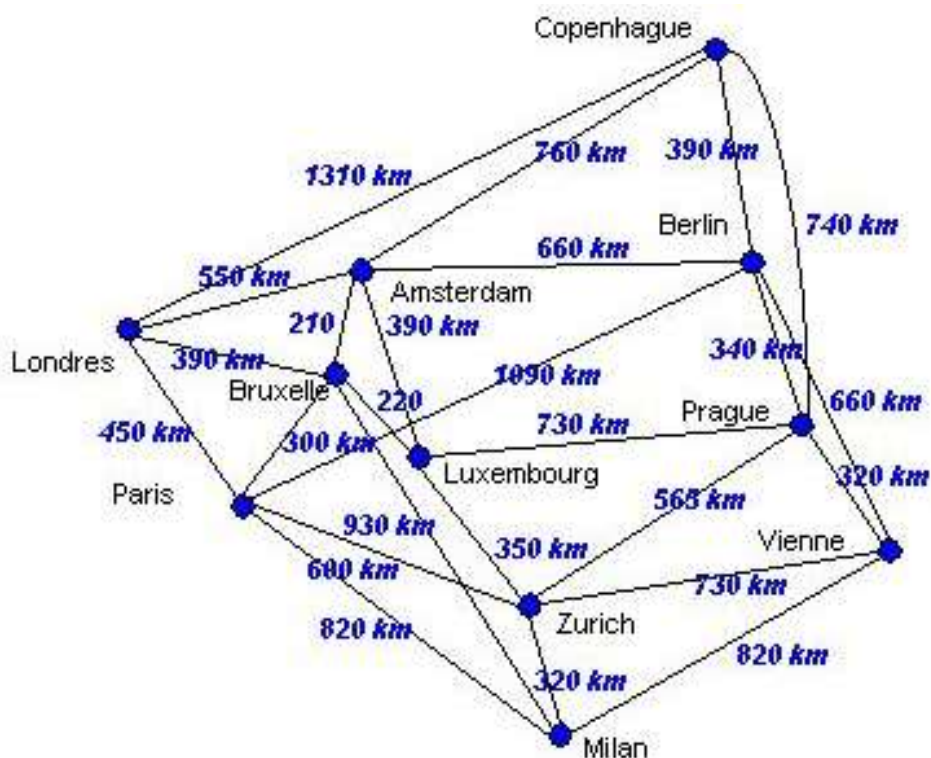 Copenhague
760 km
390 km
1310 km
740 km
Berlin
660 km
550 km
Amsterdam
210
390 km
Londres
390 km
340 km
1090 km
Bruxelle
220
660 km
Prague
730 km
450 km
300 km
Luxembourg
Paris
565 km
320 km
930 km
350 km
Vienne
600 km
730 km
820 km
Zurich
820 km
320 km
Milan